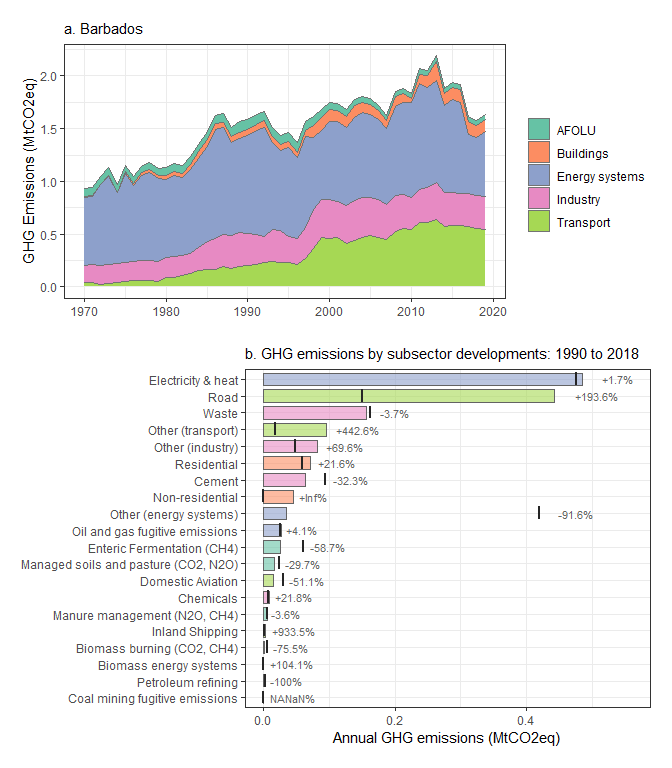 a. Barbados
GHG Emissions (MtCO2eq)
2.0
1.5
1.0
0.5
0.0
1970
1980
1990
2000
2010
2020
AFOLU
Buildings
Energy systems
Industry
Transport
b. GHG emissions by subsector developments: 1990 to 2018
Electricity & heat +1.7%
Road +193.6%
Waste -3.7%
Other (transport) +442.6%
Other (industry) +69.6%
Residential +21.6%
Cement -32.3%
Non-residential +Inf%
Other (energy systems) -91.6%
Oil and gas fugitive emissions +4.1%
Enteric Fermentation (CH4) -58.7%
Managed soils and pasture (CO2, N2O) -29.7%
Domestic Aviation -51.1%
Chemicals +21.8%
Manure management (N2O, CH4) -3.6%
Inland Shipping +933.5%
Biomass burning (CO2, CH4) -75.5%
Biomass energy systems +104.1%
Petroleum refining -100%
Coal mining fugitive emissions NANaN%
0.0
0.2
0.4
Annual GHG emissions (MtCO2eq)